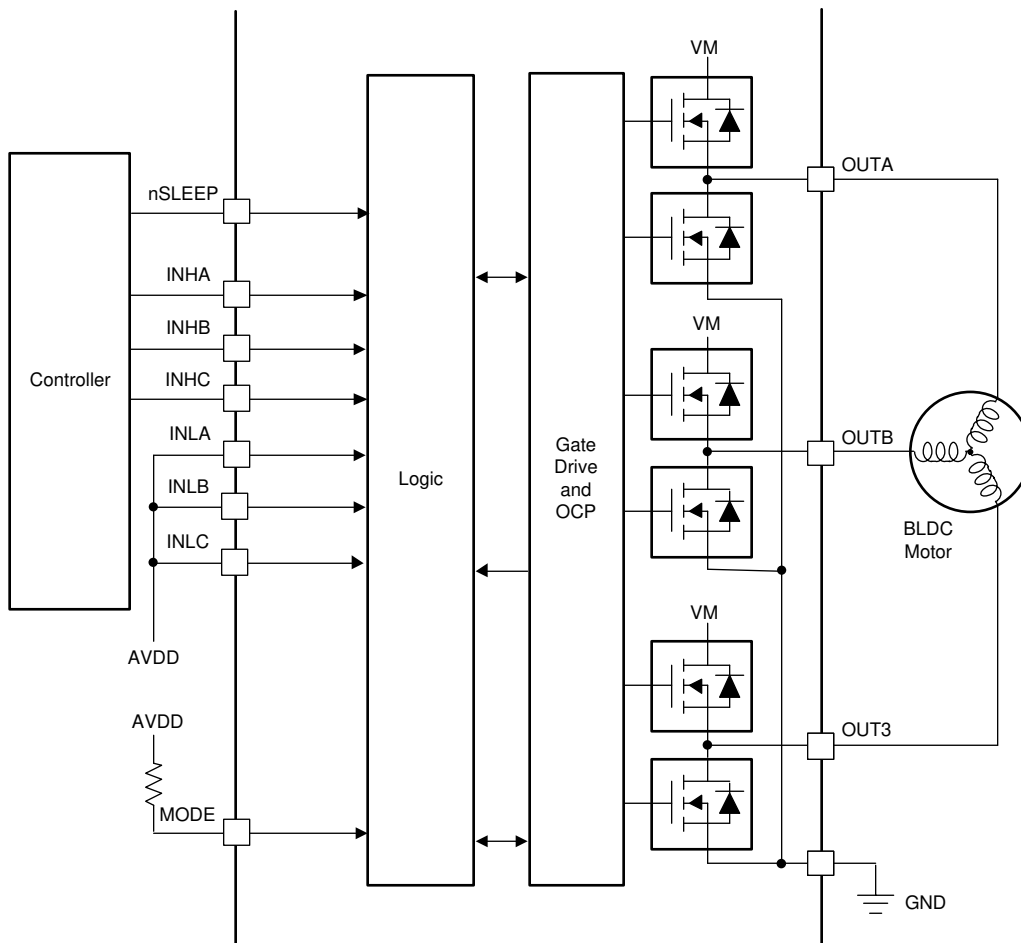 VM
OUTA
nSLEEP
INHA
INHB
INHC
INLA
INLB
INLC
Controller
Logic
Gate
Drive
and
OCP
VM
OUTB
BLDC
Motor
AVDD
VM
AVDD
OUT3
MODE
GND